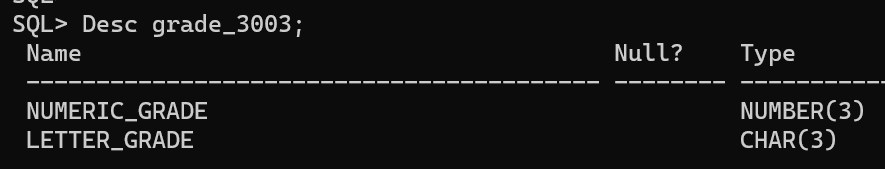 SQL> Desc grade_3003;
Name Null? Type
----------------------------------------- -------- -----------
NUMERIC_GRADE NUMBER(3)
LETTER_GRADE CHAR(3)